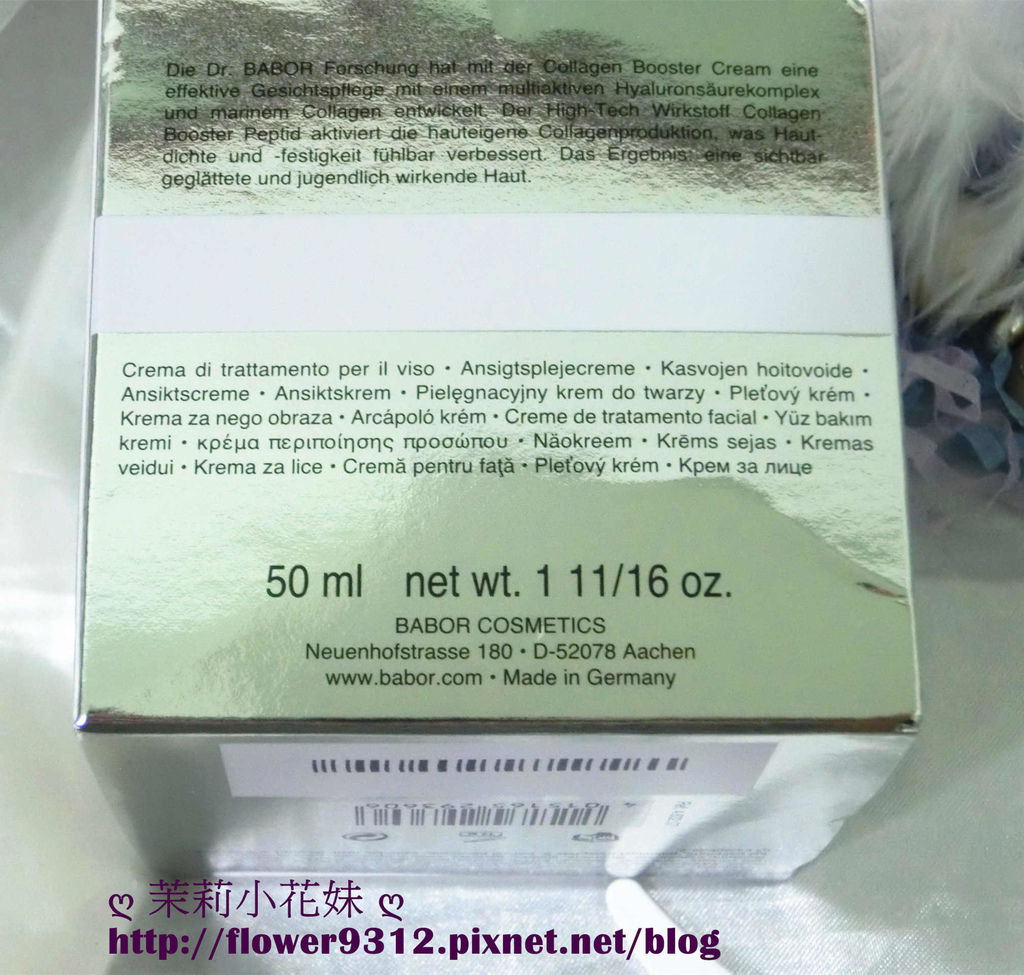 Die Dr. BABOR Forschung hat mit der Collagen Booster Cream eine
effektive Gesichtspflege mit einem multiaktiven Hyaluronsäurekomplex
und marinem Collagen entwickelt. Der High-Tech Wirkstoff Collagen
Booster Peptid aktiviert die hauteigene Collagenproduktion, was Haut-
dichte und -festigkeit fühlbar verbessert. Das Ergebnis: eine sichtbar
geglättete und jugendlich wirkende Haut.
Crema di trattamento per il viso • Ansigtsplejecreme • Kasvojen hoitovoide •
Ansiktscreme • Ansiktskrem • Pielęgnacyjny krem do twarzy • Pleťový krém •
Krema za nego obraza • Arcápoló krém • Creme de tratamento facial • Yüz bakım
kremi • κρέμα περιποίησης προσώπου • Näokreem • Krēms sejas • Kremas
veidui • Krema za lice • Cremă pentru faţă • Pleťový krém • Крем за лице
50 ml net wt. 1 11/16 oz.
BABOR COSMETICS
Neuenhofstrasse 180 • D-52078 Aachen
www.babor.com • Made in Germany
ღ 茉莉小花妹 ღ
http://flower9312.pixnet.net/blog